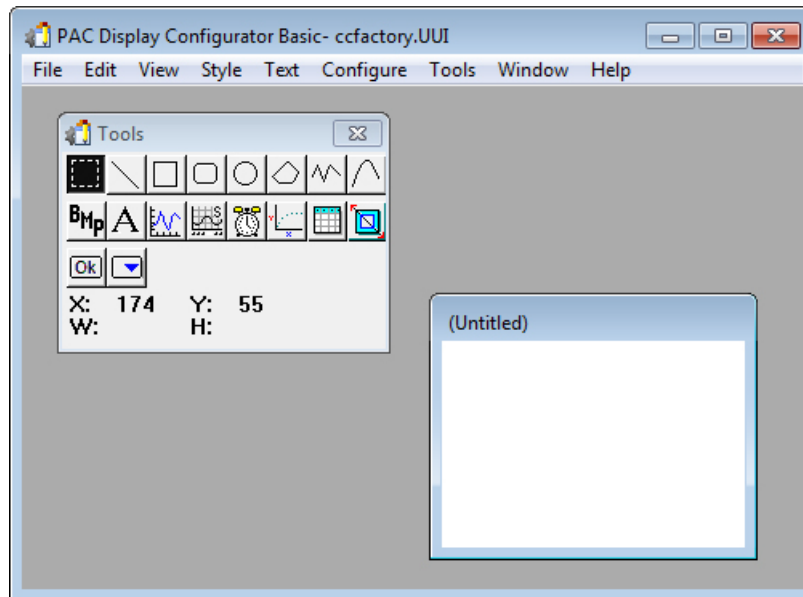 PAC Display Configurator Basic- ccfactory.UUI
File Edit View Style Text Configure Tools Window Help
Tools
BMp A S
v x
Ok
X: 174 Y: 55
W: H:
(Untitled)